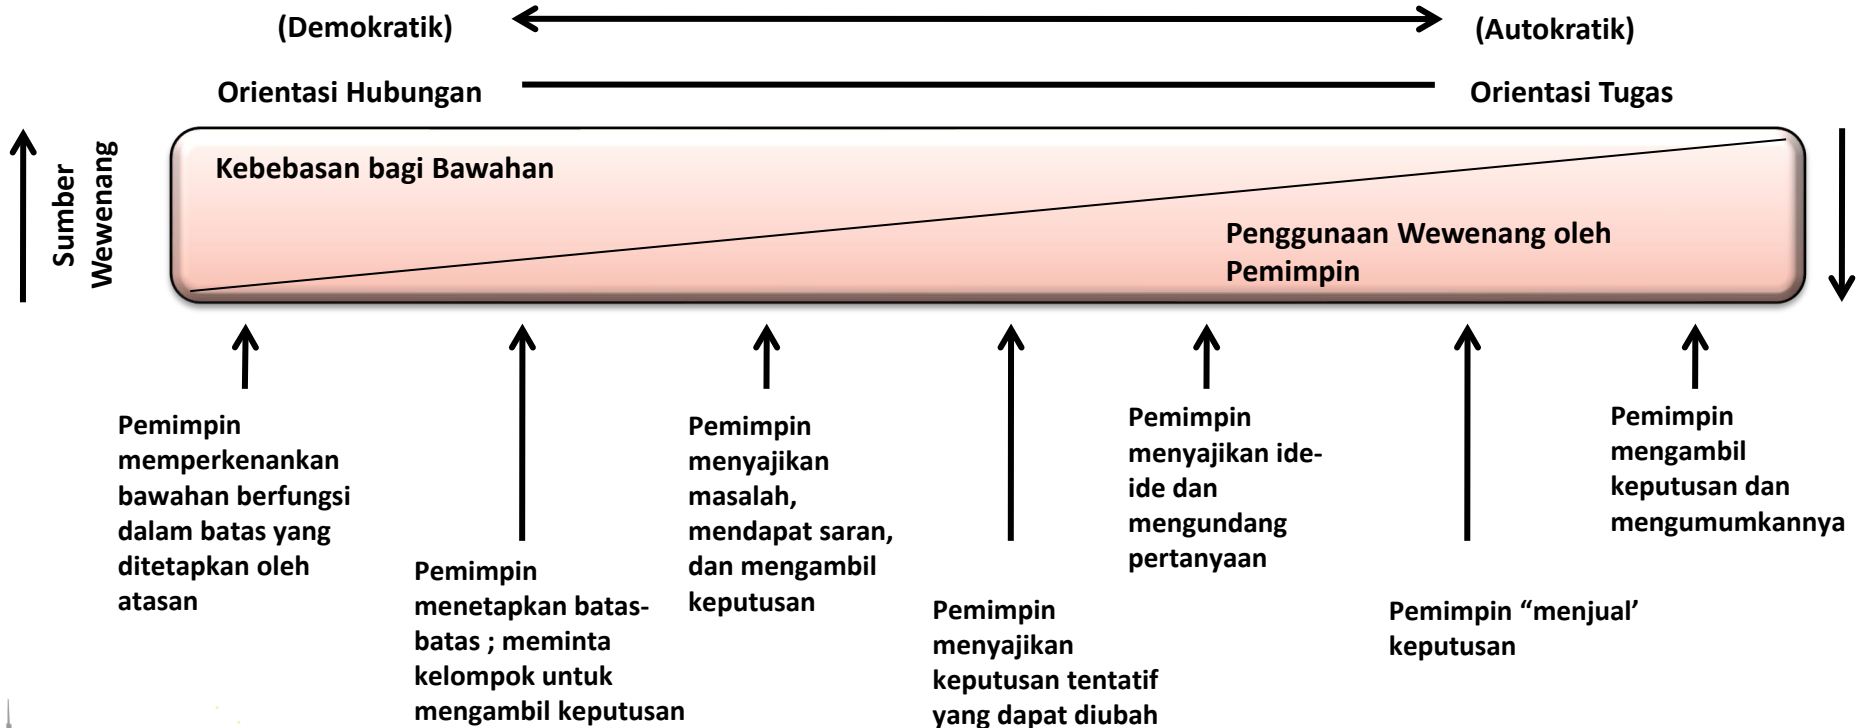 (Demokratik)
(Autokratik)
Orientasi Hubungan
Orientasi Tugas
Sumber
Wewenang
Kebebasan bagi Bawahan
Penggunaan Wewenang oleh
Pemimpin
Pemimpin
memperkenankan
bawahan berfungsi
dalam batas yang
ditetapkan oleh
atasan
Pemimpin
menetapkan batas-
batas ; meminta
kelompok untuk
mengambil keputusan
Pemimpin
menyajikan
masalah,
mendapat saran,
dan mengambil
keputusan
Pemimpin
menyajikan
keputusan tentatif
yang dapat diubah
Pemimpin
menyajikan ide-
ide dan
mengundang
pertanyaan
Pemimpin “menjual’
keputusan
Pemimpin
mengambil
keputusan dan
mengumumkannya